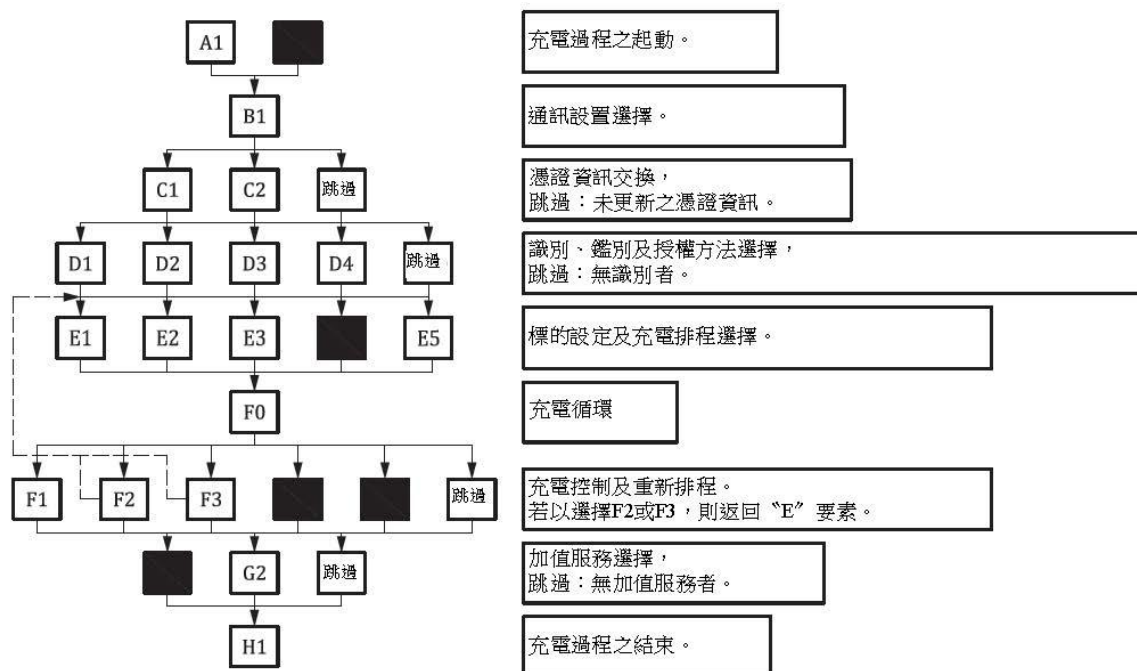 A1
充電過程之起動。
B1
通訊設置選擇。
C1 C2 跳過
憑證資訊交換，
跳過：未更新之憑證資訊。
D1 D2 D3 D4 跳過
識別、鑑別及授權方法選擇，
跳過：無識別者。
E1 E2 E3 E5
標的設定及充電排程選擇。
F0
充電循環
F1 F2 F3 跳過
充電控制及重新排程。
若以選擇F2或F3，則返回〝E〞要素。
G2 跳過
加值服務選擇，
跳過：無加值服務者。
H1
充電過程之結束。